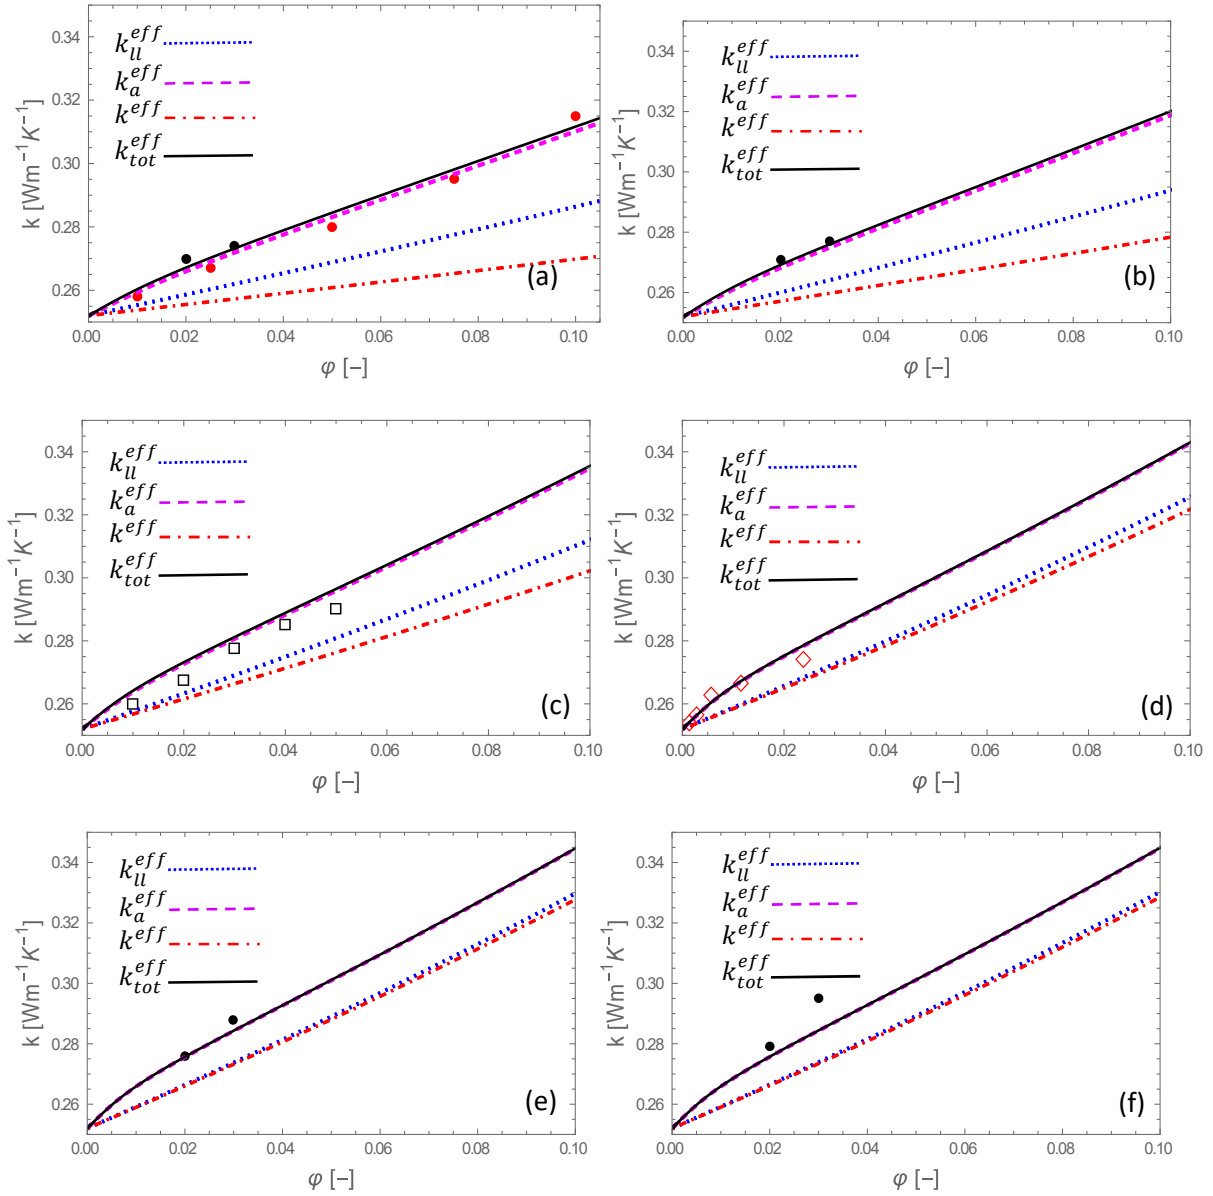 0.34
0.32
0.30
0.28
0.26
k [Wm⁻¹K⁻¹]
k_ll^eff
k_a^eff
k^eff
k_tot^eff
(a)
0.00 0.02 0.04 0.06 0.08 0.10
φ [–]
0.34
0.32
0.30
0.28
0.26
k [Wm⁻¹K⁻¹]
k_ll^eff
k_a^eff
k^eff
k_tot^eff
(b)
0.00 0.02 0.04 0.06 0.08 0.10
φ [–]
0.34
0.32
0.30
0.28
0.26
k [Wm⁻¹K⁻¹]
k_ll^eff
k_a^eff
k^eff
k_tot^eff
(c)
0.00 0.02 0.04 0.06 0.08 0.10
φ [–]
0.34
0.32
0.30
0.28
0.26
k [Wm⁻¹K⁻¹]
k_ll^eff
k_a^eff
k^eff
k_tot^eff
(d)
0.00 0.02 0.04 0.06 0.08 0.10
φ [–]
0.34
0.32
0.30
0.28
0.26
k [Wm⁻¹K⁻¹]
k_ll^eff
k_a^eff
k^eff
k_tot^eff
(e)
0.00 0.02 0.04 0.06 0.08 0.10
φ [–]
0.34
0.32
0.30
0.28
0.26
k [Wm⁻¹K⁻¹]
k_ll^eff
k_a^eff
k^eff
k_tot^eff
(f)
0.00 0.02 0.04 0.06 0.08 0.10
φ [–]